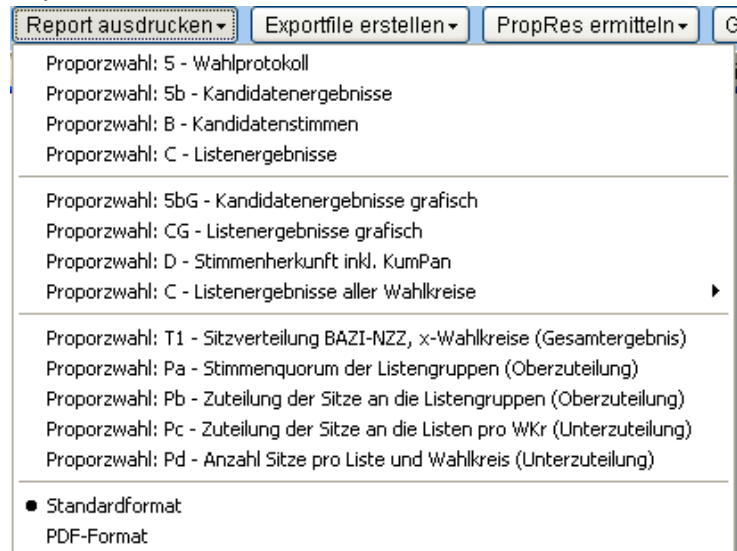 Report ausdrucken Exportfile erstellen PropRes ermitteln G
Proporzwahl: 5 - Wahlprotokoll
Proporzwahl: 5b - Kandidatenergebnisse
Proporzwahl: B - Kandidatenstimmen
Proporzwahl: C - Listenergebnisse
Proporzwahl: 5bG - Kandidatenergebnisse grafisch
Proporzwahl: CG - Listenergebnisse grafisch
Proporzwahl: D - Stimmenherkunft inkl. KumPan
Proporzwahl: C - Listenergebnisse aller Wahlkreise
Proporzwahl: T1 - Sitzverteilung BAZI-NZZ, x-Wahlkreise (Gesamtergebnis)
Proporzwahl: Pa - Stimmenquorum der Listengruppen (Oberzuteilung)
Proporzwahl: Pb - Zuteilung der Sitze an die Listengruppen (Oberzuteilung)
Proporzwahl: Pc - Zuteilung der Sitze an die Listen pro WKr (Unterzuteilung)
Proporzwahl: Pd - Anzahl Sitze pro Liste und Wahlkreis (Unterzuteilung)
Standardformat
PDF-Format